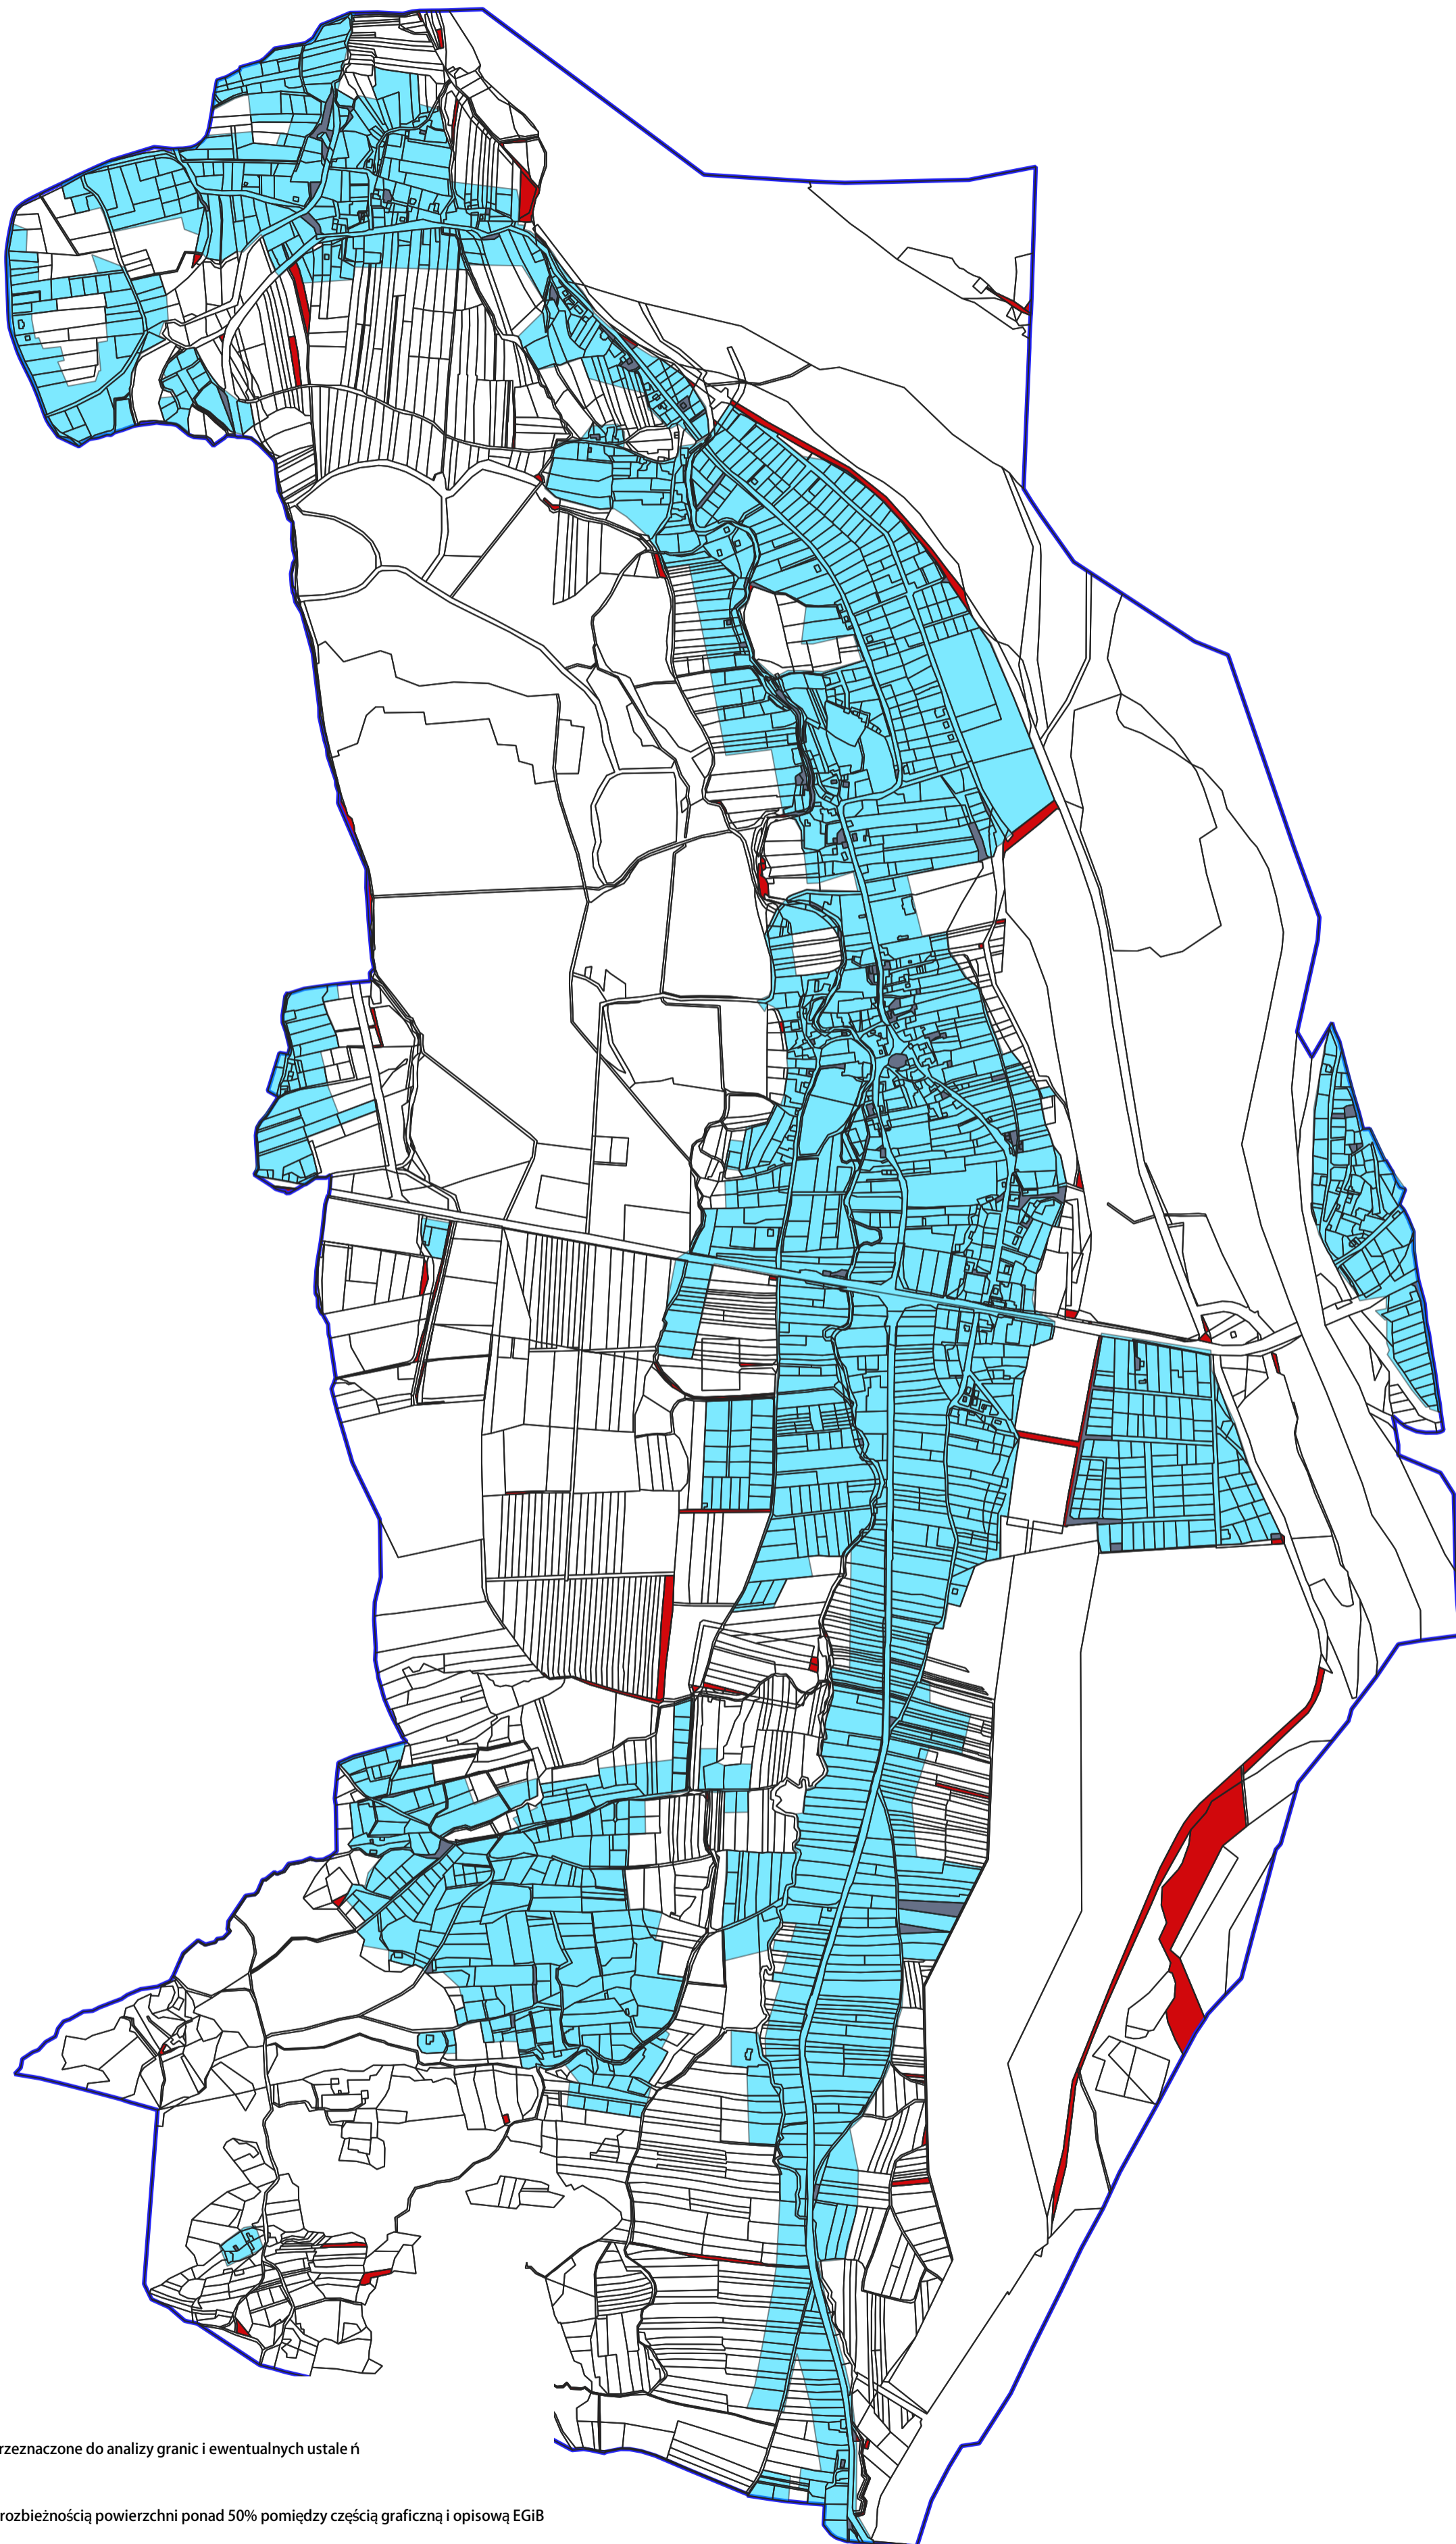 rzeznaczone do analizy granic i ewentualnych ustale ń
rozbieżnością powierzchni ponad 50% pomiędzy częścią graficzną i opisową EGiB